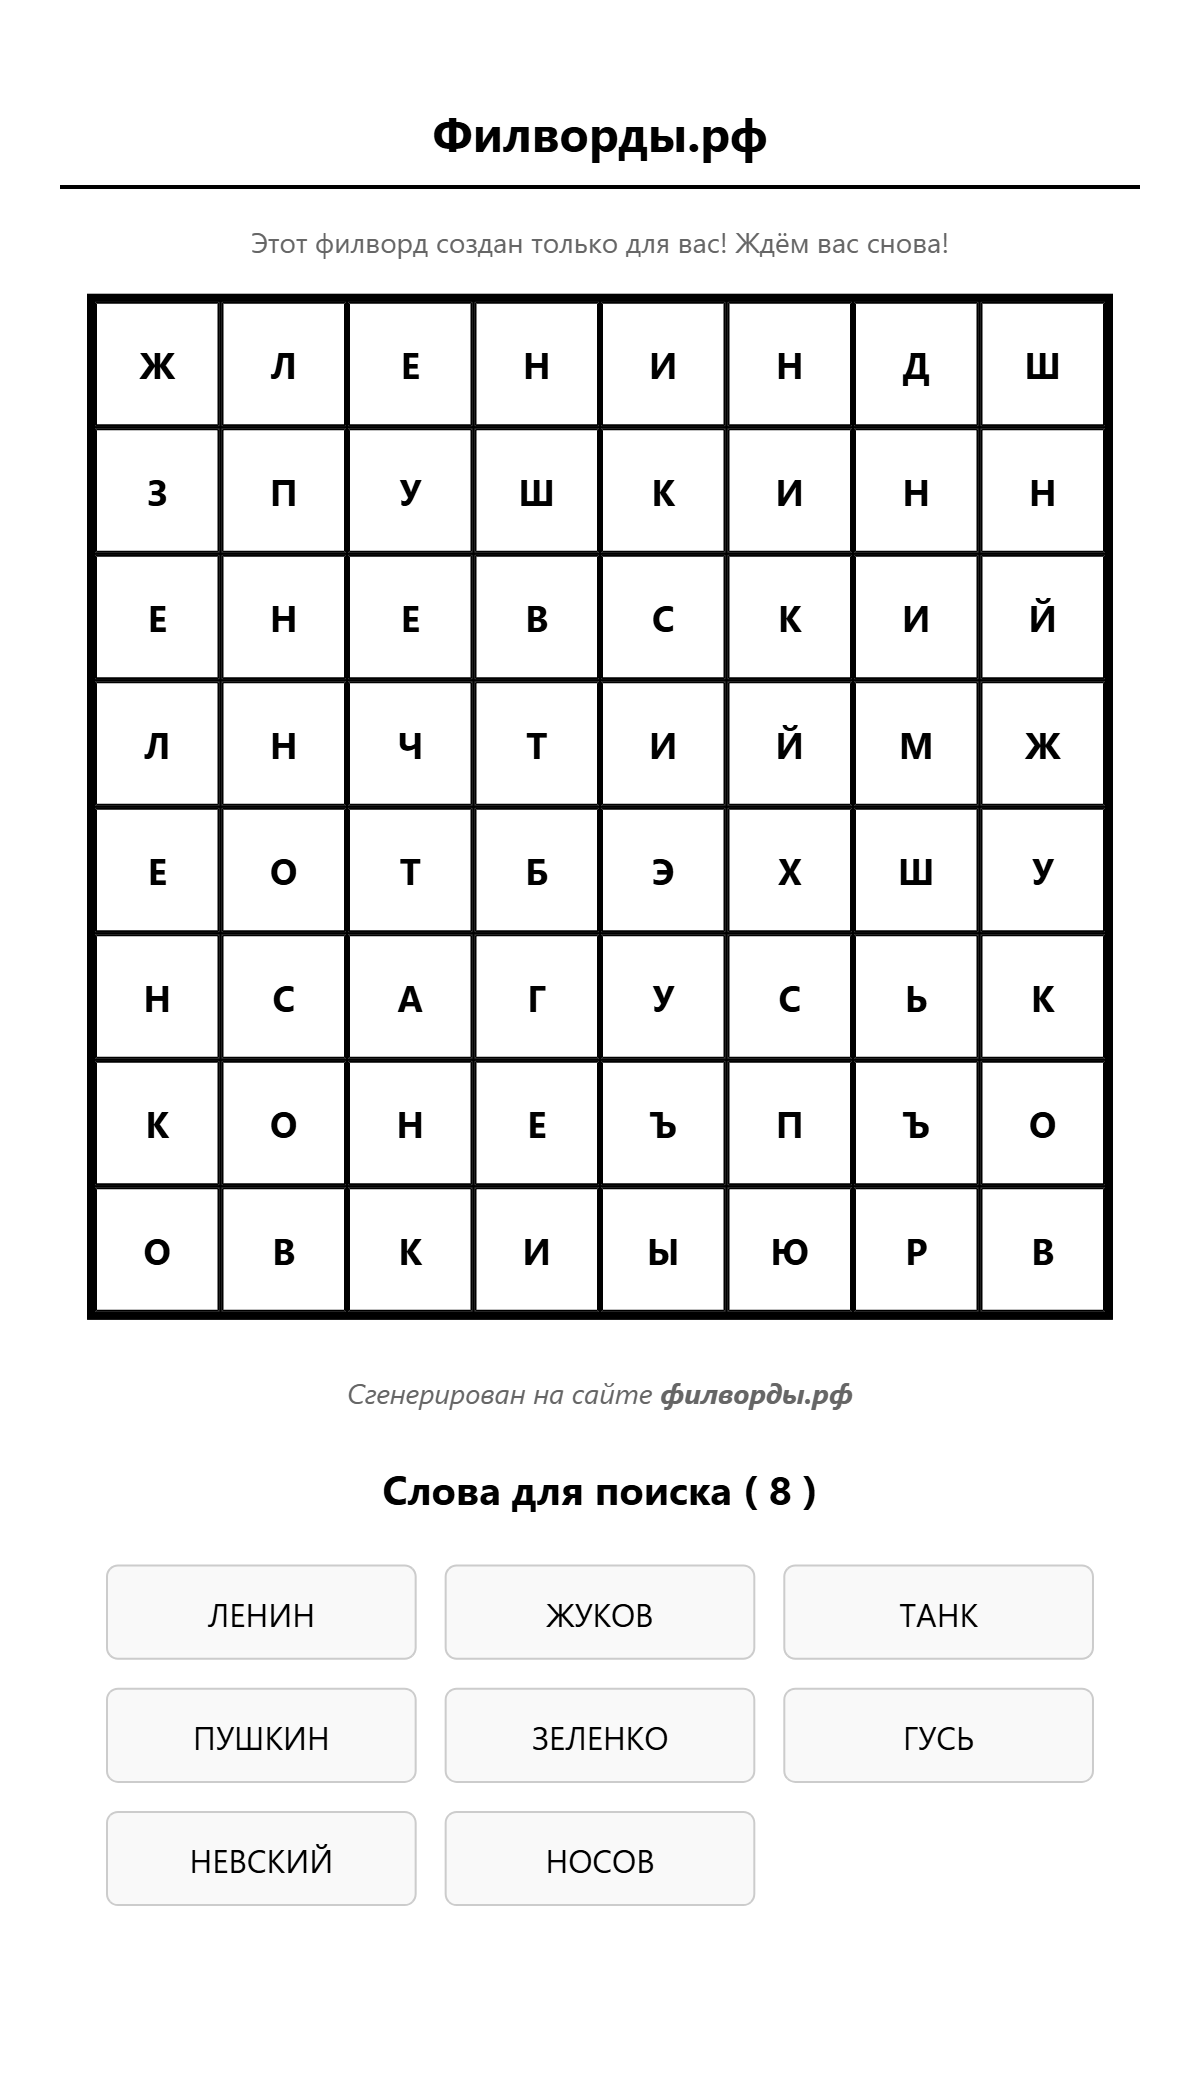 Филворды.рф
Этот филворд создан только для вас! Ждём вас снова!
Ж Л Е Н И Н Д Ш
З П У Ш К И Н Н
Е Н Е В С К И Й
Л Н Ч Т И Й М Ж
Е О Т Б Э Х Ш У
Н С А Г У С Ь К
К О Н Е Ъ П Ъ О
О В К И Ы Ю Р В
Сгенерирован на сайте филворды.рф
Слова для поиска ( 8 )
ЛЕНИН ЖУКОВ ТАНК
ПУШКИН ЗЕЛЕНКО ГУСЬ
НЕВСКИЙ НОСОВ